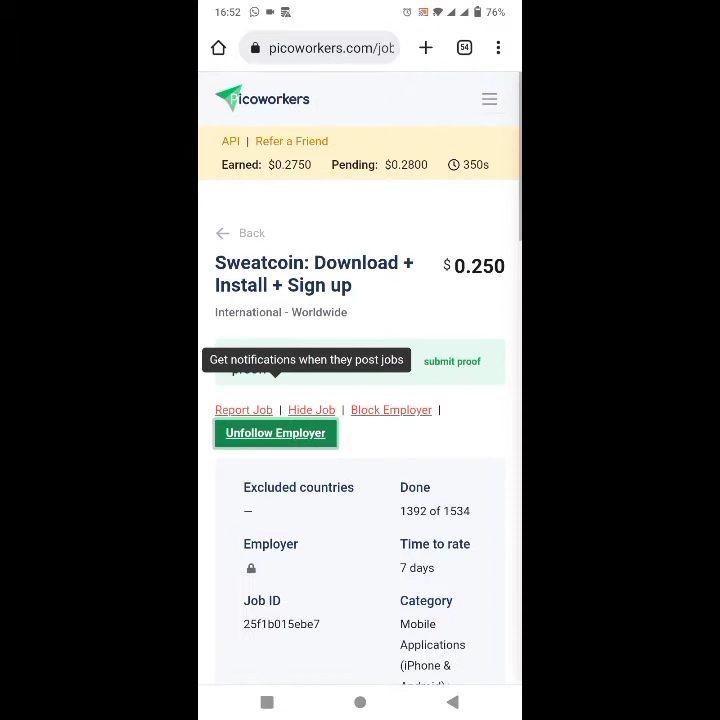 16:52 76%
picoworkers.com/job 54
Picoworkers
API | Refer a Friend
Earned: $0.2750 Pending: $0.2800 350s
Back
Sweatcoin: Download + $ 0.250
Install + Sign up
International - Worldwide
Get notifications when they post jobs submit proof
Report Job | Hide Job | Block Employer |
Unfollow Employer
Excluded countries Done
— 1392 of 1534
Employer Time to rate
7 days
Job ID Category
25f1b015ebe7 Mobile
Applications
(iPhone &